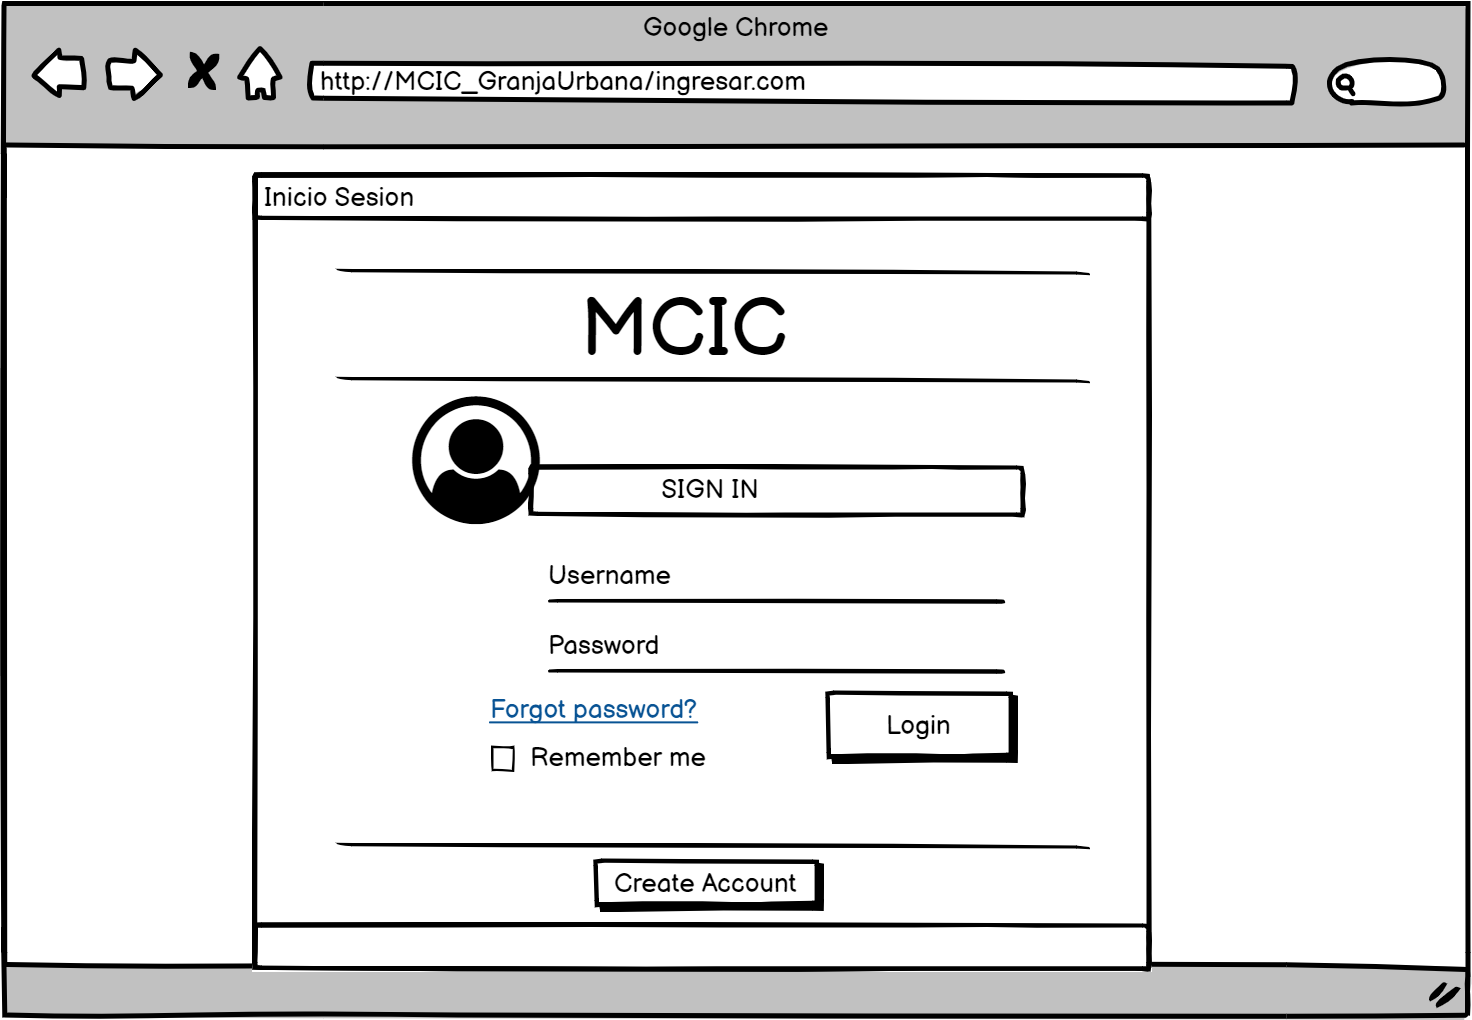 Google Chrome
http://MCIC_GranjaUrbana/ingresar.com
Inicio Sesion
MCIC
SIGN IN
Username
Password
Forgot password?
Login
Remember me
Create Account